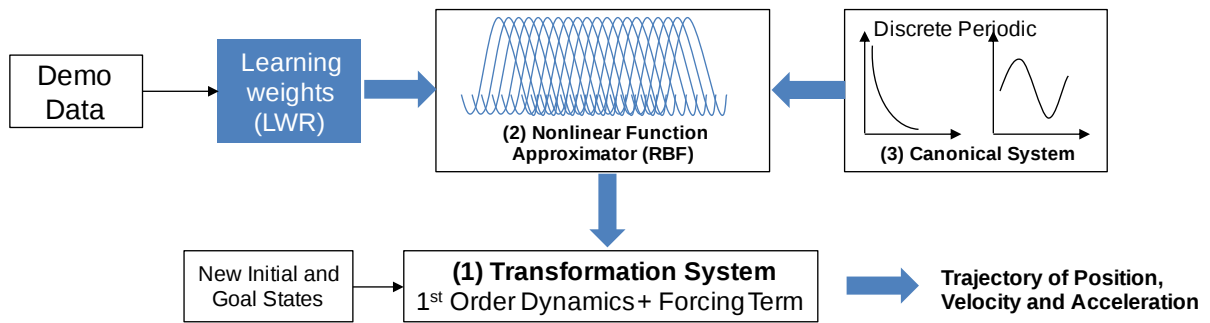 Demo
Data
Learning
weights
(LWR)
(2) Nonlinear Function
Approximator (RBF)
Discrete Periodic
(3) Canonical System
New Initial and
Goal States
(1) Transformation System
1st Order Dynamics + Forcing Term
Trajectory of Position,
Velocity and Acceleration